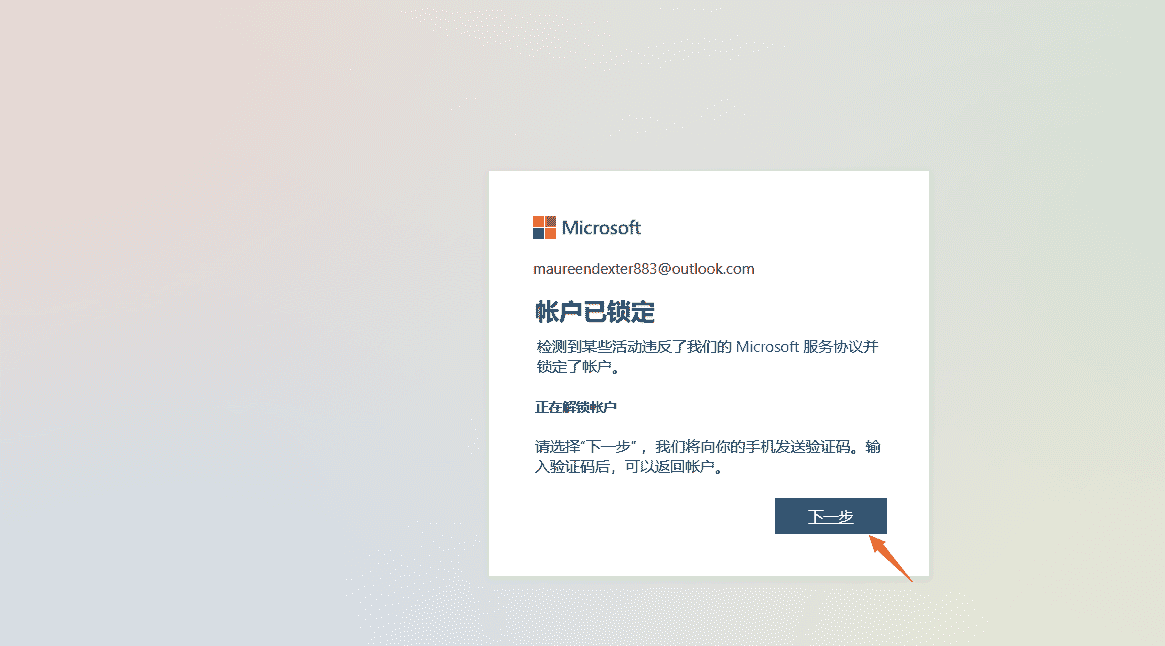 Microsoft
maureendexter883@outlook.com
帐户已锁定
检测到某些活动违反了我们的 Microsoft 服务协议并
锁定了帐户。
正在解锁帐户
请选择“下一步”，我们将向你的手机发送验证码。输
入验证码后，可以返回帐户。
下一步